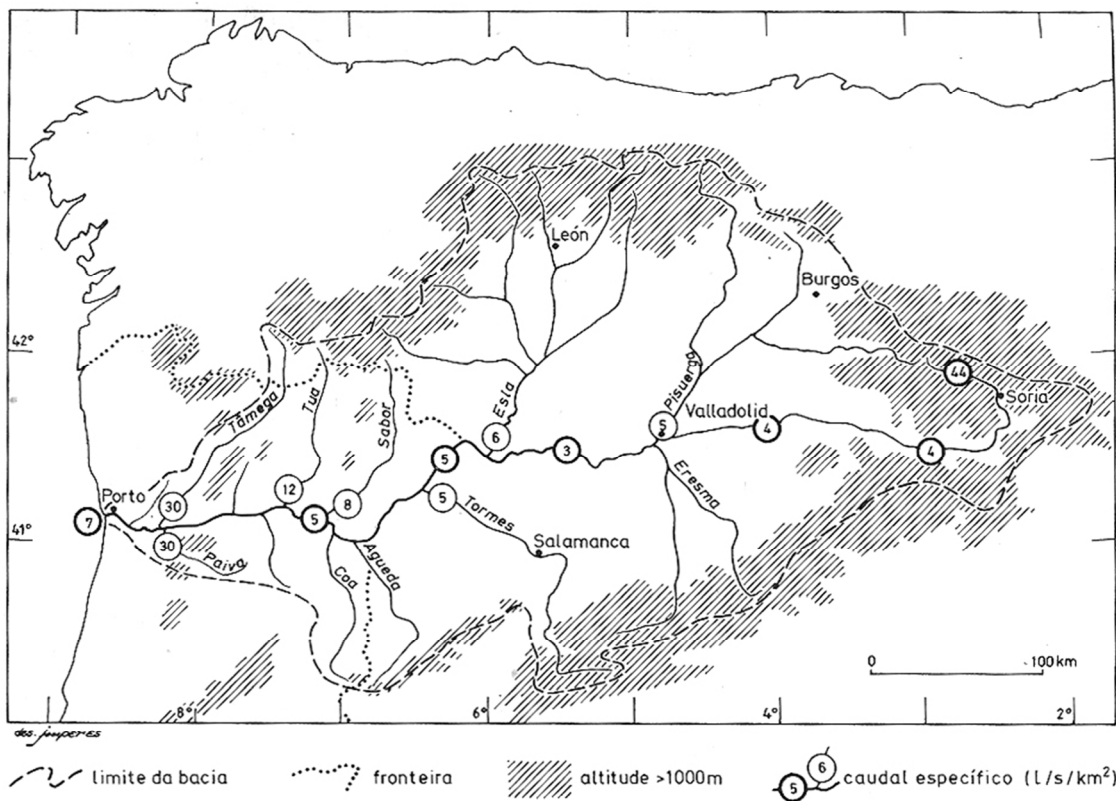 León
Burgos
42°
Soria
44
Tâmega
Tua
Sabor
Esla
Pisuerga
Valladolid
5
4
4
6
3
5
Porto
7
30
12
5
8
5
Tormes
Eresma
41°
30
Paiva
Coa
Agueda
Salamanca
0 100 km
8° 6° 4° 2°
limite da bacia
fronteira
altitude >1000m
6
5
caudal específico (l/s/km²)